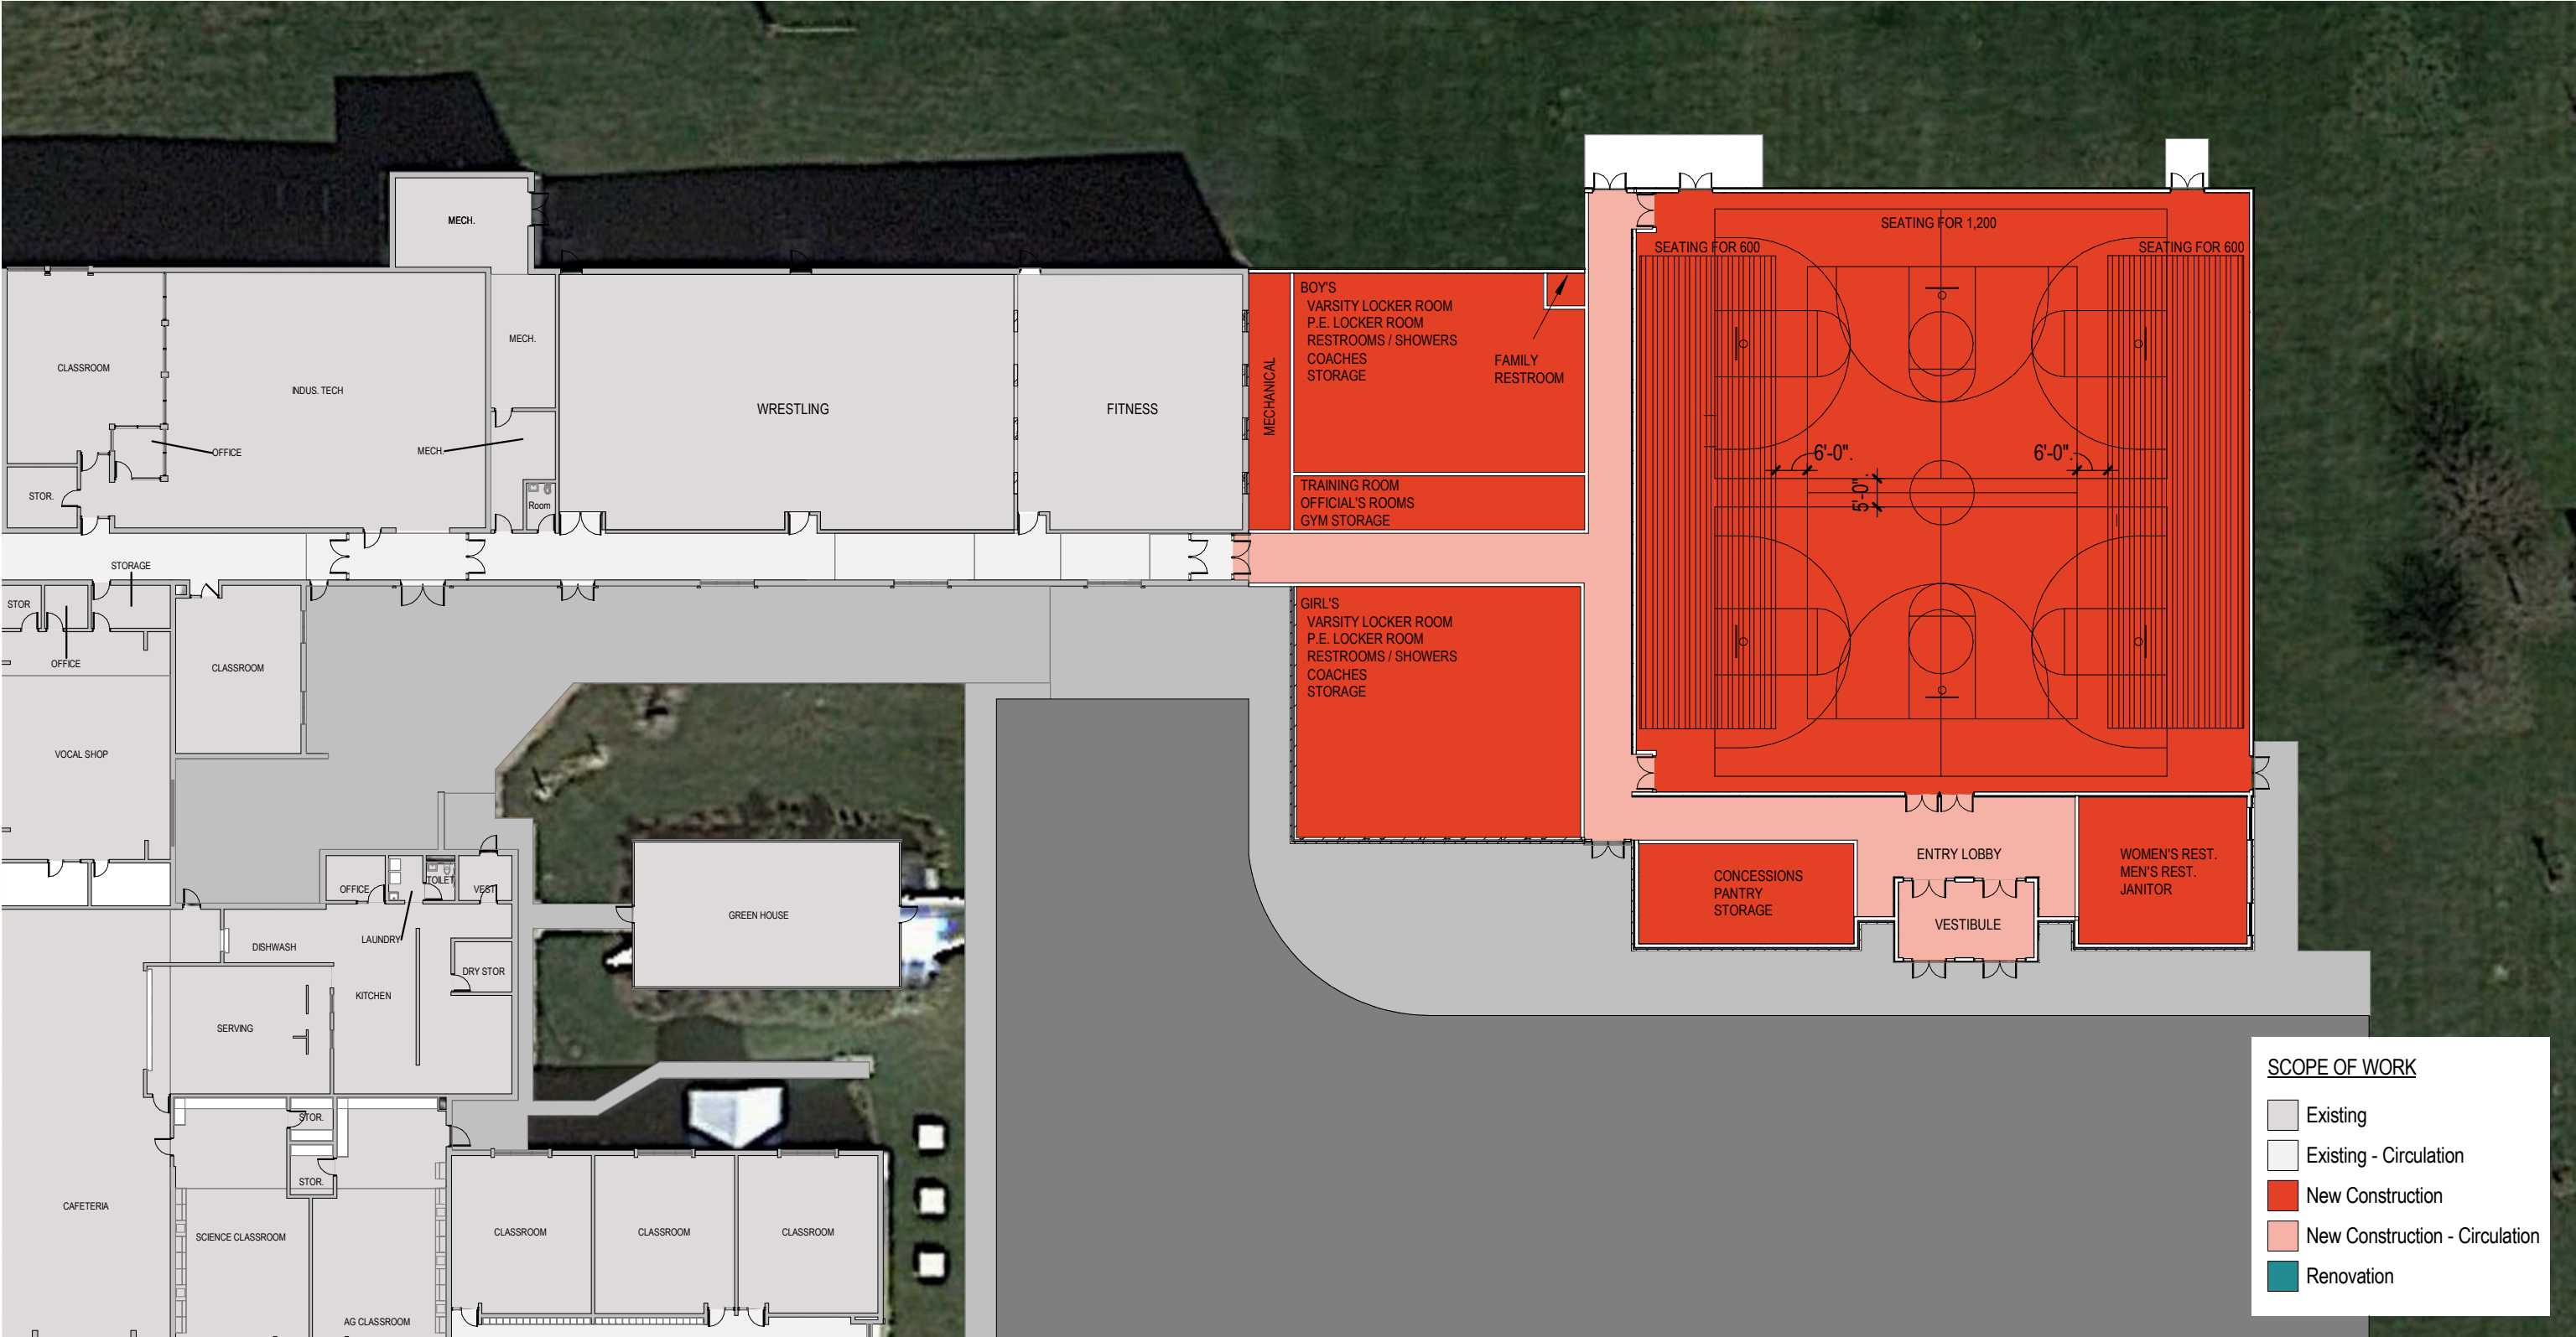 MECH.
CLASSROOM
INDUS. TECH
OFFICE
STOR.
MECH.
MECH.
Room
WRESTLING
FITNESS
MECHANICAL
BOY'S
VARSITY LOCKER ROOM
P.E. LOCKER ROOM
RESTROOMS / SHOWERS
COACHES
STORAGE
FAMILY
RESTROOM
TRAINING ROOM
OFFICIAL'S ROOMS
GYM STORAGE
SEATING FOR 1,200
SEATING FOR 600
SEATING FOR 600
6'-0".
6'-0".
5'-0".
STORAGE
STOR
OFFICE
CLASSROOM
VOCAL SHOP
GIRL'S
VARSITY LOCKER ROOM
P.E. LOCKER ROOM
RESTROOMS / SHOWERS
COACHES
STORAGE
OFFICE
TOILET
VEST
LAUNDRY
DISHWASH
DRY STOR
KITCHEN
SERVING
GREEN HOUSE
CONCESSIONS
PANTRY
STORAGE
ENTRY LOBBY
VESTIBULE
WOMEN'S REST.
MEN'S REST.
JANITOR
STOR.
STOR.
CAFETERIA
SCIENCE CLASSROOM
AG CLASSROOM
CLASSROOM
CLASSROOM
CLASSROOM
SCOPE OF WORK
Existing
Existing - Circulation
New Construction
New Construction - Circulation
Renovation